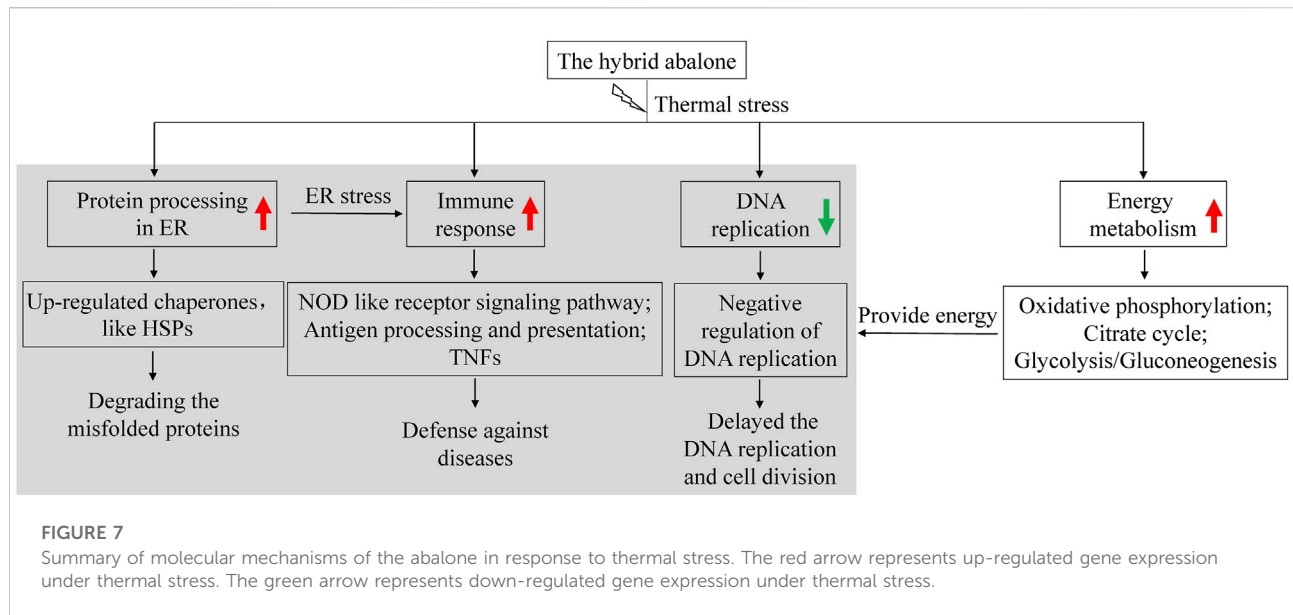 The hybrid abalone
Thermal stress
Protein processing
in ER
ER stress
Immune
response
DNA
replication
Energy
metabolism
Up-regulated chaperones,
like HSPs
NOD like receptor signaling pathway;
Antigen processing and presentation;
TNFs
Negative
regulation of
DNA replication
Provide energy
Oxidative phosphorylation;
Citrate cycle;
Glycolysis/Gluconeogenesis
Degrading the
misfolded proteins
Defense against
diseases
Delayed the
DNA replication
and cell division
FIGURE 7
Summary of molecular mechanisms of the abalone in response to thermal stress. The red arrow represents up-regulated gene expression
under thermal stress. The green arrow represents down-regulated gene expression under thermal stress.